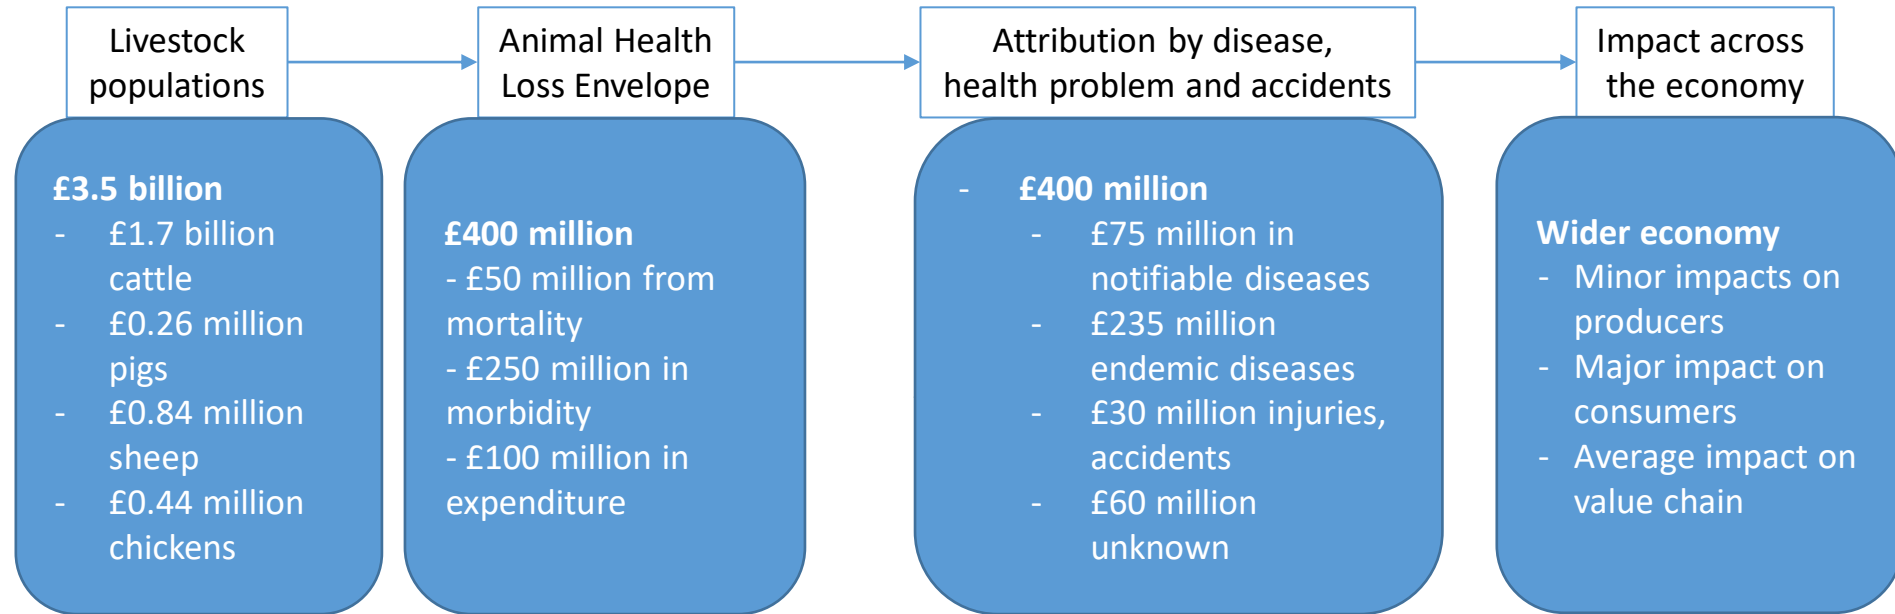 Livestock
populations
£3.5 billion
- £1.7 billion
cattle
- £0.26 million
pigs
- £0.84 million
sheep
- £0.44 million
chickens
Animal Health
Loss Envelope
£400 million
- £50 million from
mortality
- £250 million in
morbidity
- £100 million in
expenditure
Attribution by disease,
health problem and accidents
- £400 million
- £75 million in
notifiable diseases
- £235 million
endemic diseases
- £30 million injuries,
accidents
- £60 million
unknown
Impact across
the economy
Wider economy
- Minor impacts on
producers
- Major impact on
consumers
- Average impact on
value chain